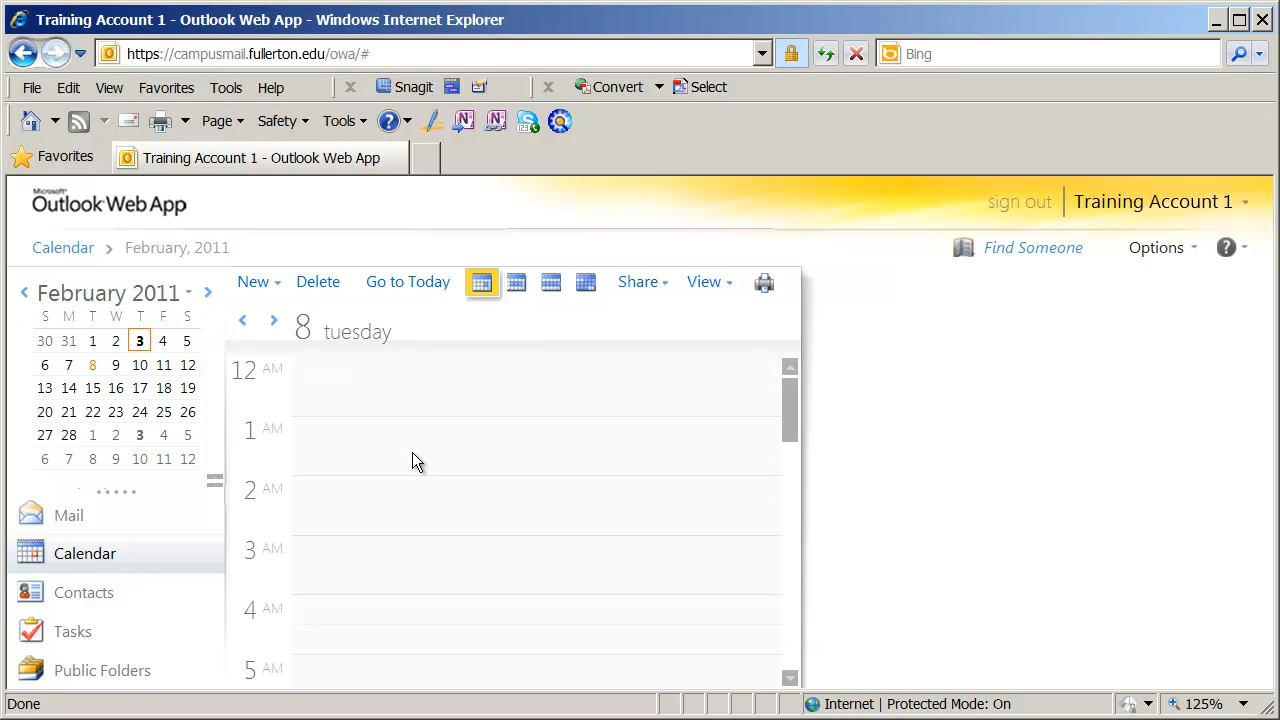 Training Account 1 - Outlook Web App - Windows Internet Explorer
https://campusmail.fullerton.edu/owa/# Bing
File Edit View Favorites Tools Help Snagit Convert Select
Page Safety Tools
Favorites Training Account 1 - Outlook Web App
Microsoft®
Outlook Web App sign out Training Account 1
Calendar February, 2011 Find Someone Options
February 2011 New Delete Go to Today Share View
S M T W T F S
8 tuesday
30 31 1 2 3 4 5
6 7 8 9 10 11 12
13 14 15 16 17 18 19
20 21 22 23 24 25 26
27 28 1 2 3 4 5
6 7 8 9 10 11 12
12 AM
1 AM
2 AM
3 AM
4 AM
5 AM
Mail
Calendar
Contacts
Tasks
Public Folders
Done Internet | Protected Mode: On 125%